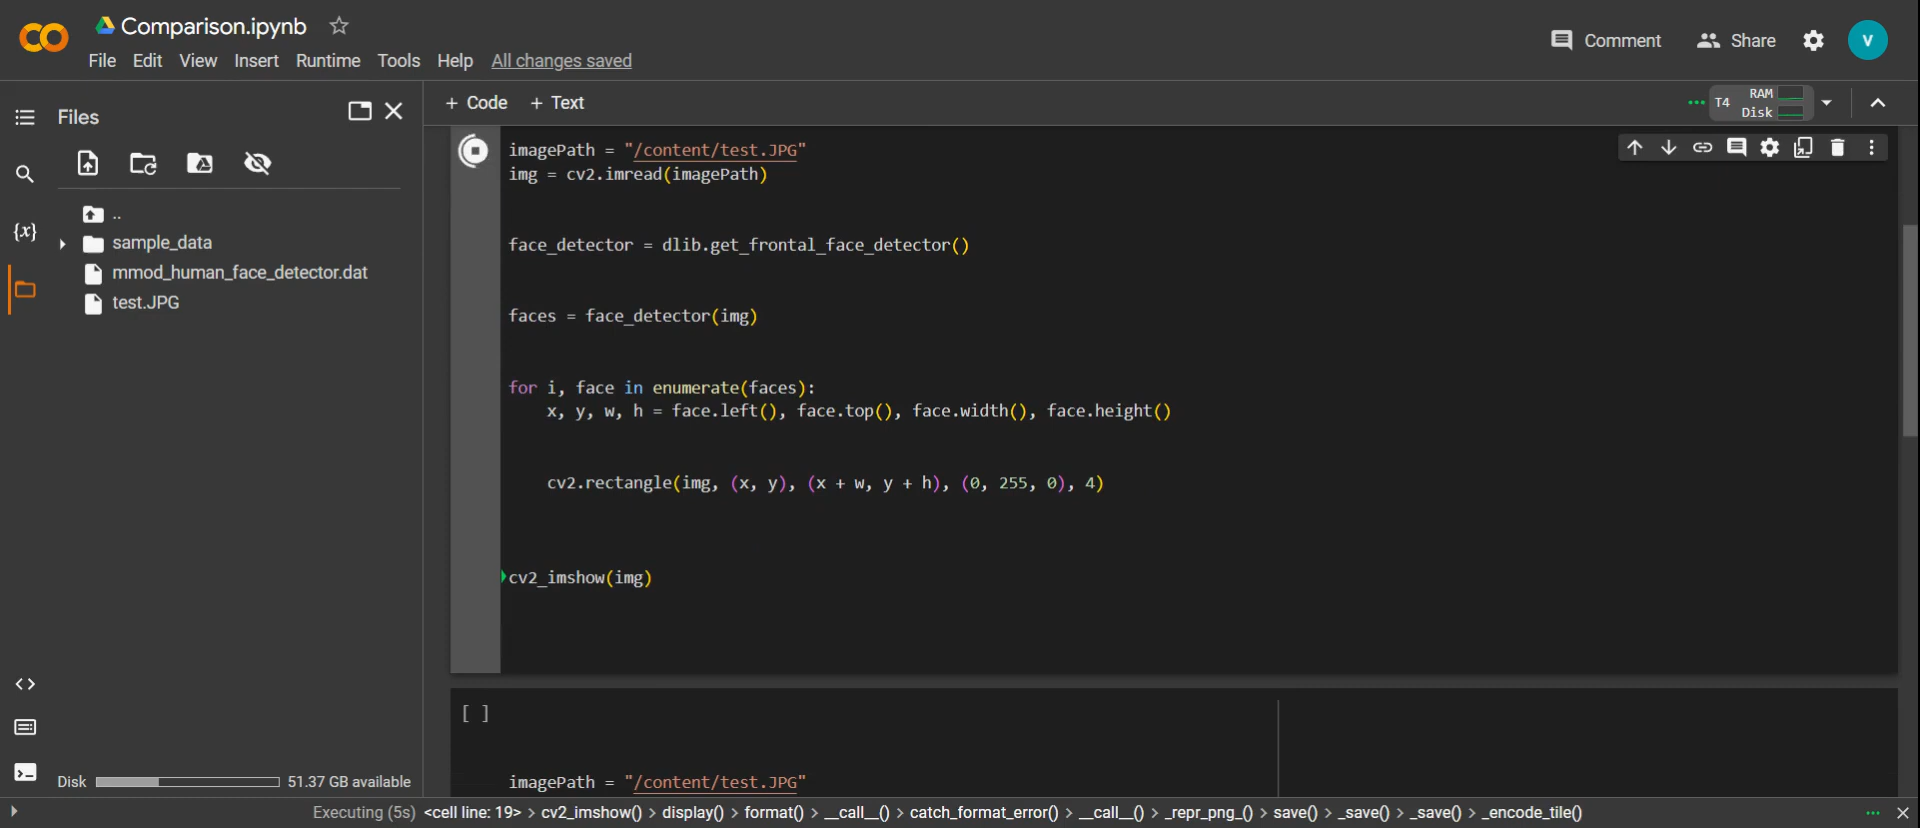 Comparison.ipynb
File Edit View Insert Runtime Tools Help All changes saved
Comment Share V
Files
+ Code + Text
T4 RAM Disk
..
sample_data
mmod_human_face_detector.dat
test.JPG
{x}
imagePath = "/content/test.JPG"
img = cv2.imread(imagePath)
face_detector = dlib.get_frontal_face_detector()
faces = face_detector(img)
for i, face in enumerate(faces):
x, y, w, h = face.left(), face.top(), face.width(), face.height()
cv2.rectangle(img, (x, y), (x + w, y + h), (0, 255, 0), 4)
cv2_imshow(img)
[ ]
imagePath = "/content/test.JPG"
Disk 51.37 GB available
Executing (5s) <cell line: 19> > cv2_imshow() > display() > format() > __call__() > catch_format_error() > __call__() > _repr_png_() > save() > _save() > _save() > _encode_tile()